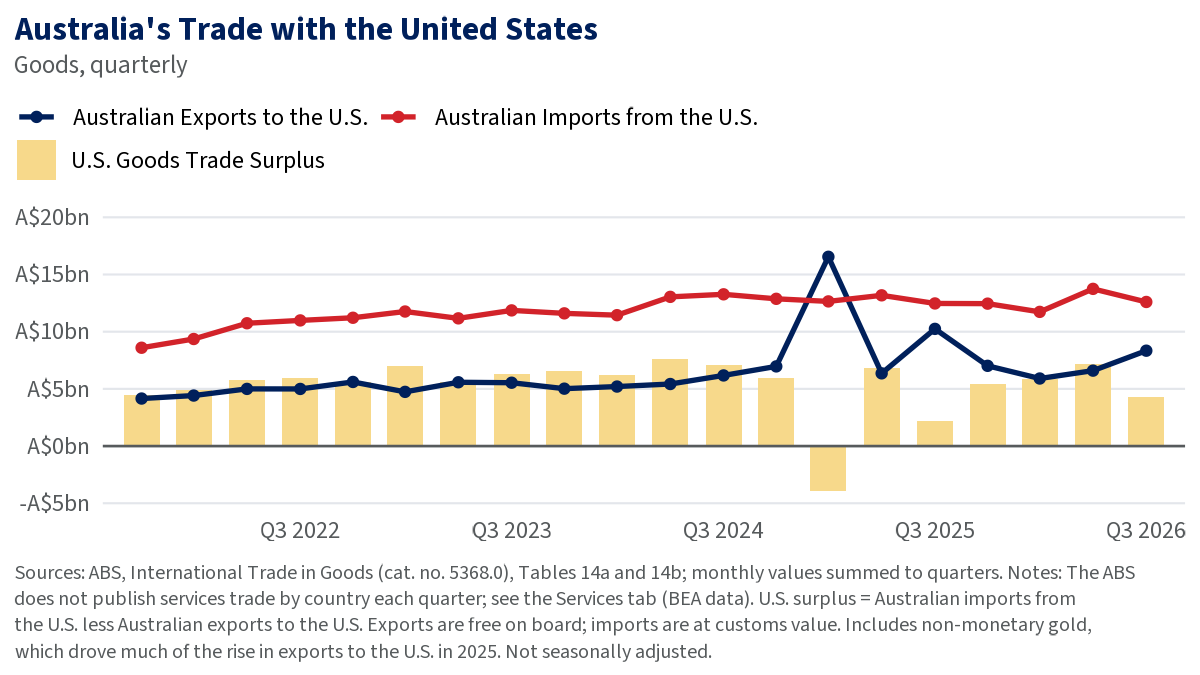 Australia's Trade with the United States
Goods, quarterly
Australian Exports to the U.S.
Australian Imports from the U.S.
U.S. Goods Trade Surplus
A$20bn
A$15bn
A$10bn
A$5bn
A$0bn
-A$5bn
Q3 2022
Q3 2023
Q3 2024
Q3 2025
Q3 2026
Sources: ABS, International Trade in Goods (cat. no. 5368.0), Tables 14a and 14b; monthly values summed to quarters. Notes: The ABS
does not publish services trade by country each quarter; see the Services tab (BEA data). U.S. surplus = Australian imports from
the U.S. less Australian exports to the U.S. Exports are free on board; imports are at customs value. Includes non-monetary gold,
which drove much of the rise in exports to the U.S. in 2025. Not seasonally adjusted.